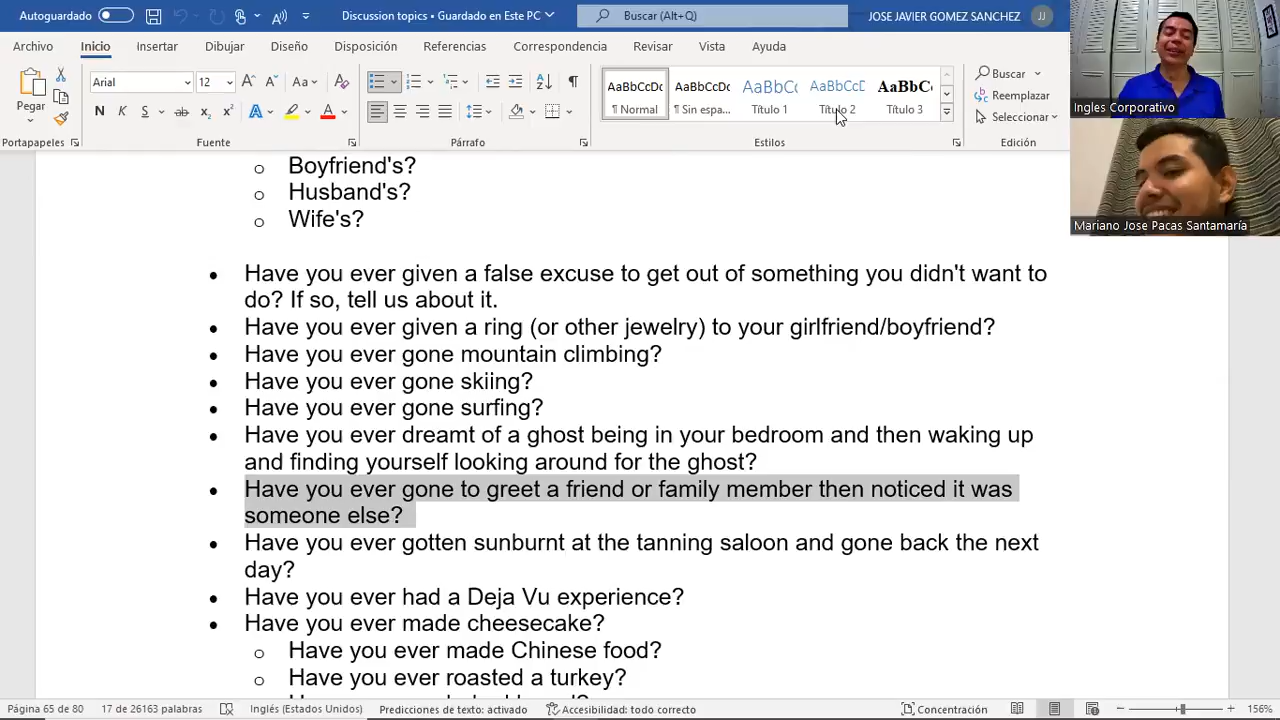 Autoguardado
Discussion topics • Guardado en Este PC
Buscar (Alt+Q)
JOSE JAVIER GOMEZ SANCHEZ
JJ
Archivo Inicio Insertar Dibujar Diseño Disposición Referencias Correspondencia Revisar Vista Ayuda
Pegar
Arial 12
N K S ab x₂ x²
AaBbCcDc AaBbCcDc AaBbCc AaBbCcD AaBbC
¶ Normal ¶ Sin espa... Título 1 Título 2 Título 3
Buscar
Reemplazar
Seleccionar
Portapapeles Fuente Párrafo Estilos Edición
Ingles Corporativo
Mariano Jose Pacas Santamaría
o Boyfriend's?
o Husband's?
o Wife's?
• Have you ever given a false excuse to get out of something you didn't want to
do? If so, tell us about it.
• Have you ever given a ring (or other jewelry) to your girlfriend/boyfriend?
• Have you ever gone mountain climbing?
• Have you ever gone skiing?
• Have you ever gone surfing?
• Have you ever dreamt of a ghost being in your bedroom and then waking up
and finding yourself looking around for the ghost?
• Have you ever gone to greet a friend or family member then noticed it was
someone else?
• Have you ever gotten sunburnt at the tanning saloon and gone back the next
day?
• Have you ever had a Deja Vu experience?
• Have you ever made cheesecake?
o Have you ever made Chinese food?
o Have you ever roasted a turkey?
Página 65 de 80 17 de 26163 palabras Inglés (Estados Unidos) Predicciones de texto: activado Accesibilidad: todo correcto Concentración 156%